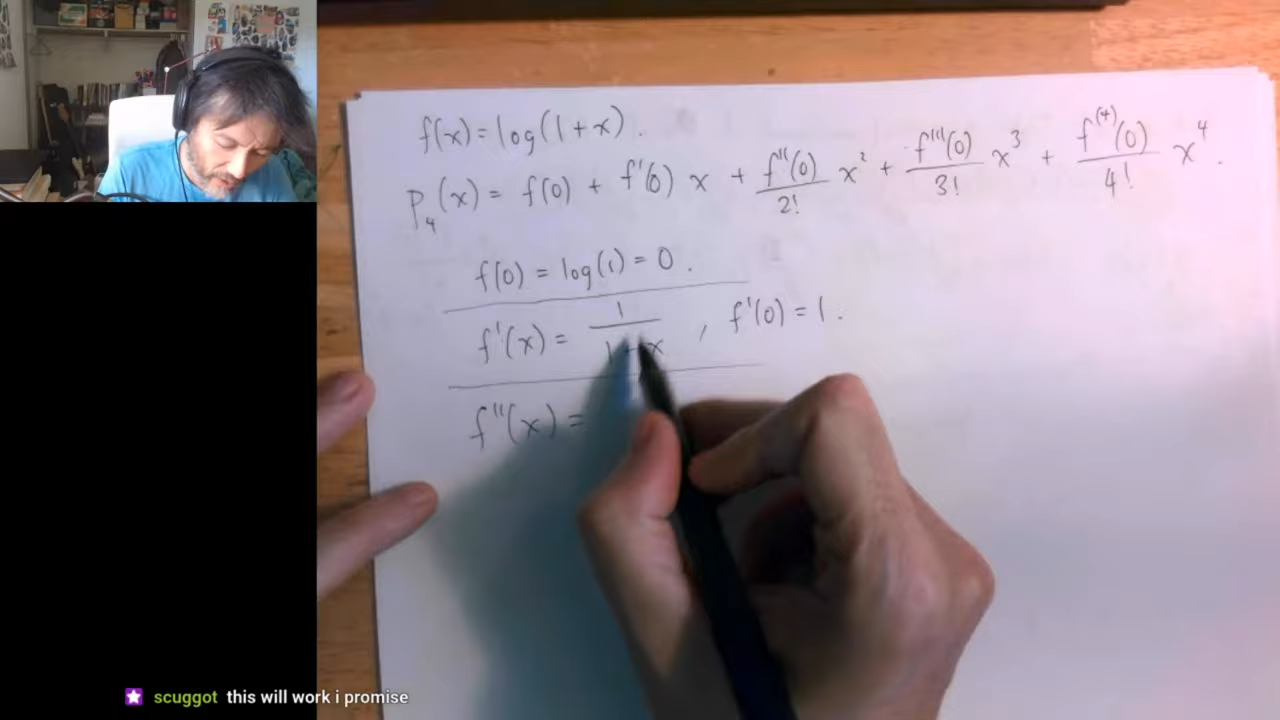 f(x) = log(1+x).
P₄(x) = f(0) + f'(0) x + f''(0)/2! x² + f'''(0)/3! x³ + f⁽⁴⁾(0)/4! x⁴.
f(0) = log(1) = 0.
f'(x) = 1/(1+x), f'(0) = 1.
f''(x) =
scuggot this will work i promise